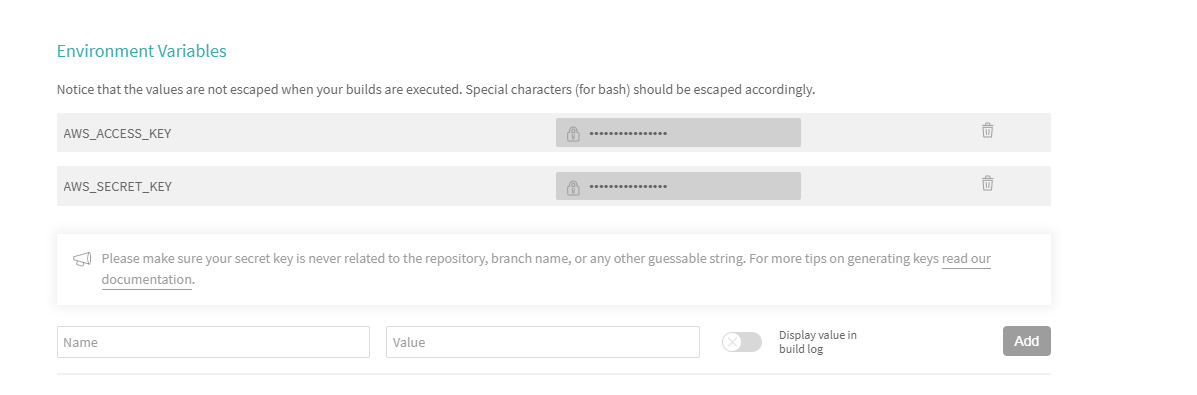 Environment Variables
Notice that the values are not escaped when your builds are executed. Special characters (for bash) should be escaped accordingly.
AWS_ACCESS_KEY ••••••••••••••••
AWS_SECRET_KEY ••••••••••••••••
Please make sure your secret key is never related to the repository, branch name, or any other guessable string. For more tips on generating keys read our
documentation.
Name Value Display value in
build log Add